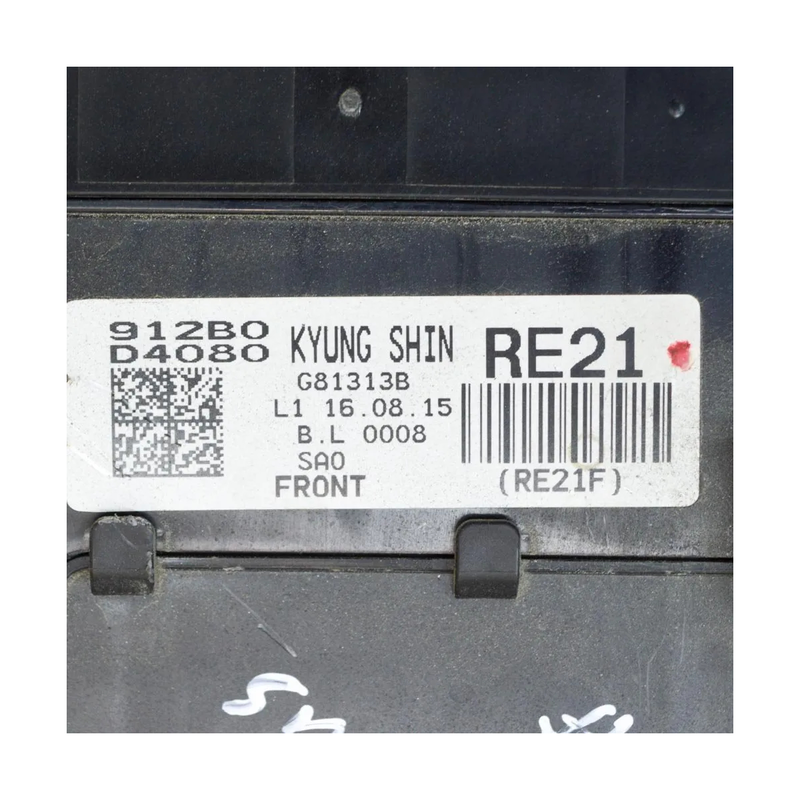 912B0
D4080
KYUNG SHIN
G81313B
L1 16.08.15
B.L 0008
SA0
FRONT
RE21
(RE21F)